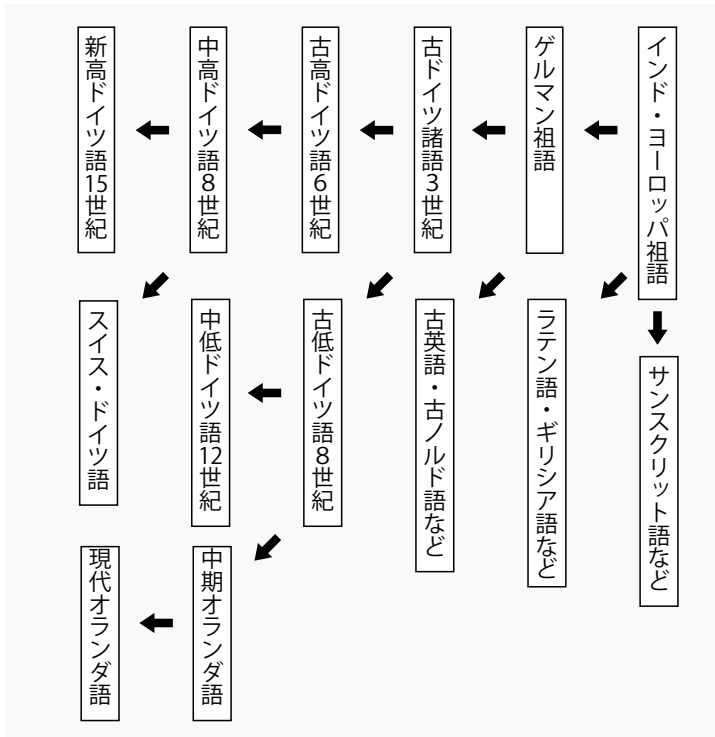 インド・ヨーロッパ祖語
ゲルマン祖語
古ドイツ諸語3世紀
古高ドイツ語6世紀
中高ドイツ語8世紀
新高ドイツ語15世紀
サンスクリット語など
ラテン語・ギリシア語など
古英語・古ノルド語など
古低ドイツ語8世紀
中低ドイツ語12世紀
スイス・ドイツ語
中期オランダ語
現代オランダ語